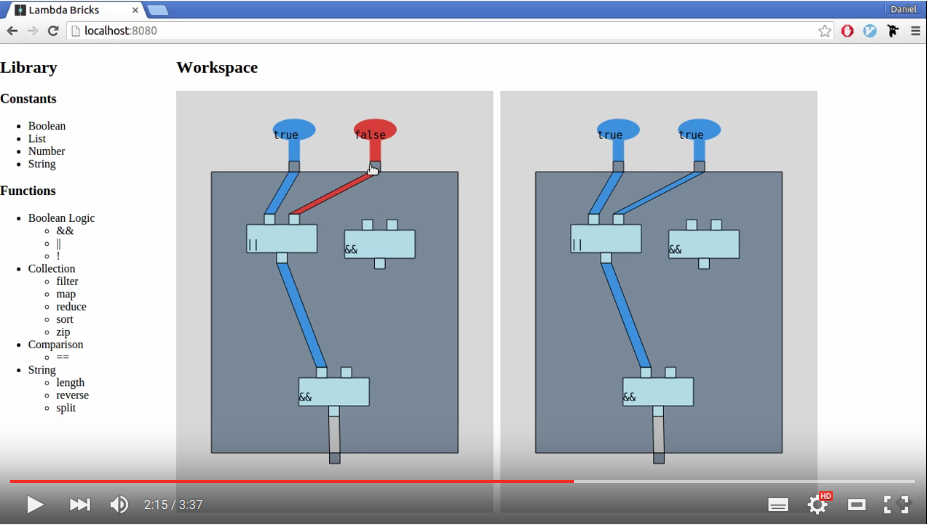 Lambda Bricks
Daniel
localhost:8080
Library
Workspace
Constants
Boolean
List
Number
String
Functions
Boolean Logic
&&
||
!
Collection
filter
map
reduce
sort
zip
Comparison
==
String
length
reverse
split
true
false
||
&&
&&
true
true
||
&&
&&
2:15 / 3:37
HD